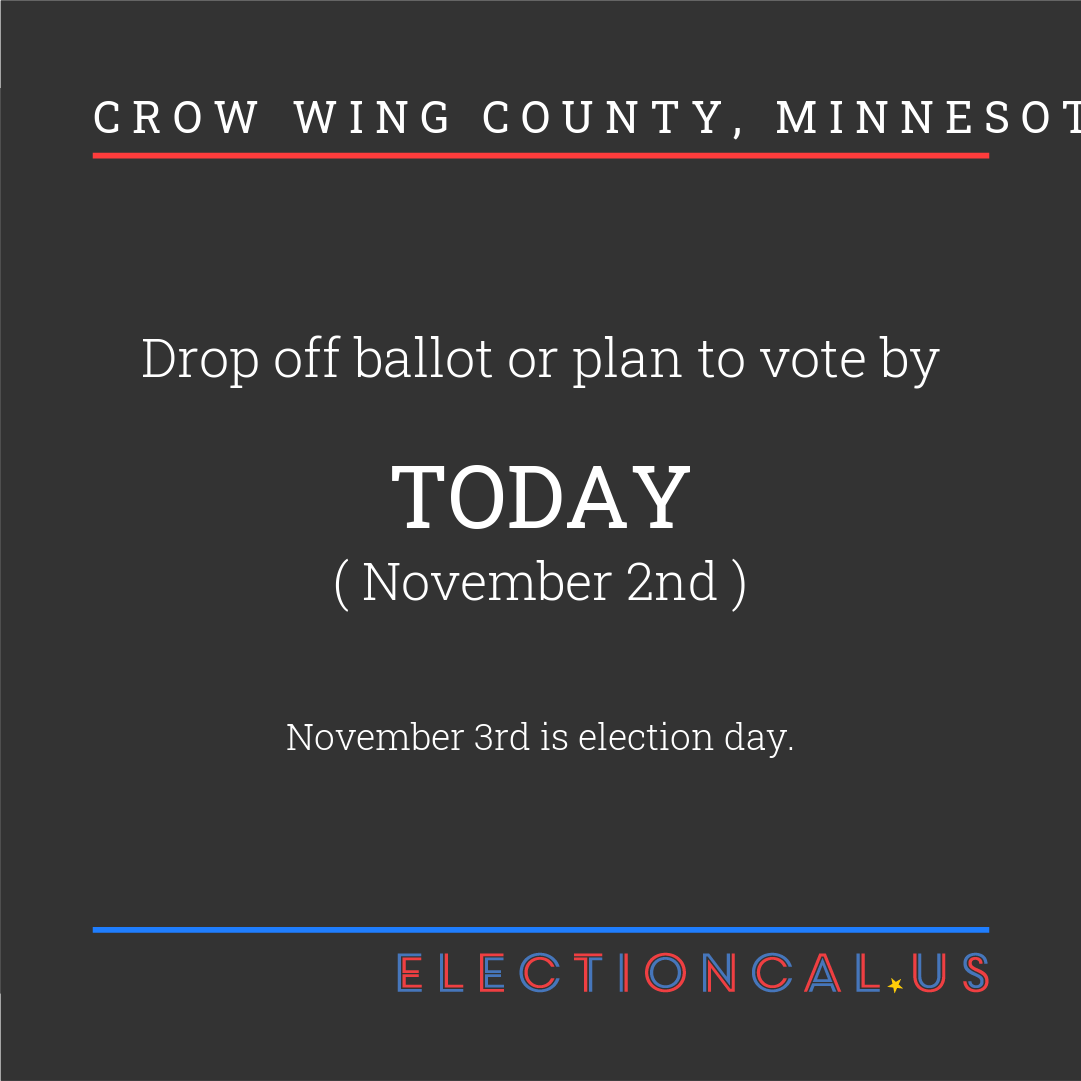 CROW WING COUNTY, MINNESOT
Drop off ballot or plan to vote by
TODAY
( November 2nd )
November 3rd is election day.
ELECTIONCAL.US